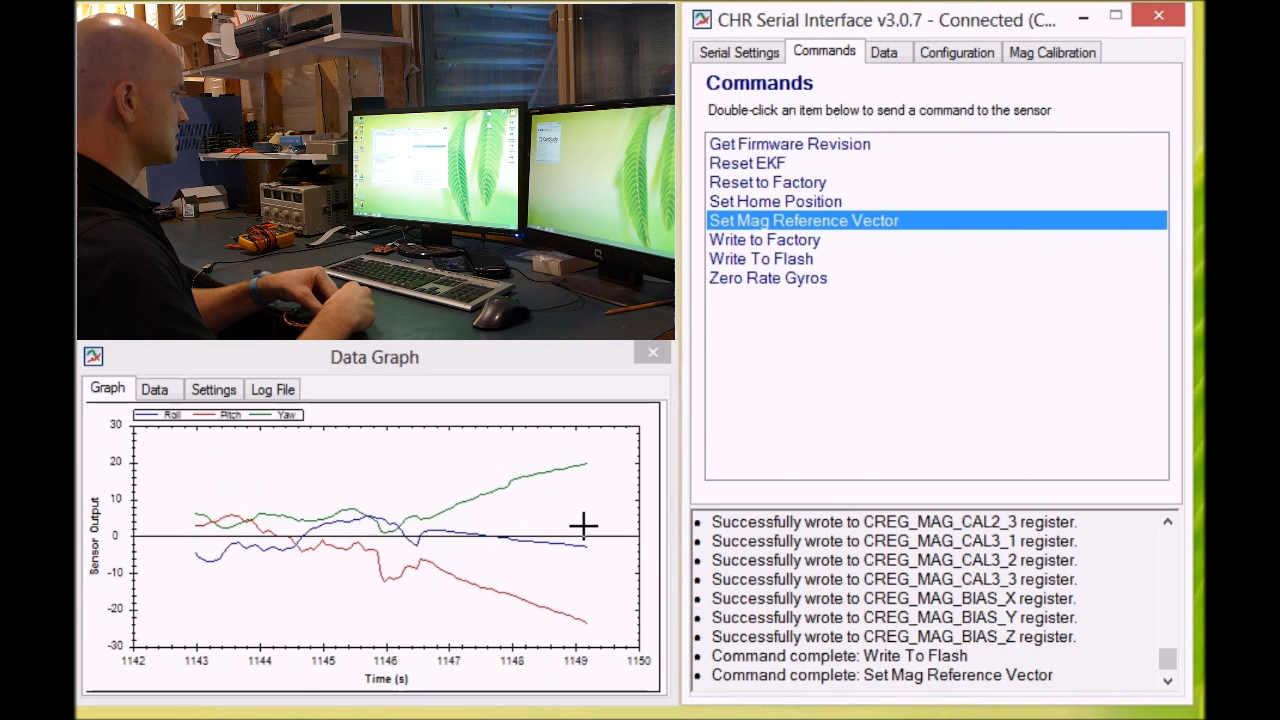 CHR Serial Interface v3.0.7 - Connected (C...
Serial Settings Commands Data Configuration Mag Calibration
Commands
Double-click an item below to send a command to the sensor
Get Firmware Revision
Reset EKF
Reset to Factory
Set Home Position
Set Mag Reference Vector
Write to Factory
Write To Flash
Zero Rate Gyros
Data Graph
Graph Data Settings Log File
Roll Pitch Yaw
30
20
10
0
-10
-20
-30
Sensor Output
1142 1143 1144 1145 1146 1147 1148 1149 1150
Time (s)
Successfully wrote to CREG_MAG_CAL2_3 register.
Successfully wrote to CREG_MAG_CAL3_1 register.
Successfully wrote to CREG_MAG_CAL3_2 register.
Successfully wrote to CREG_MAG_CAL3_3 register.
Successfully wrote to CREG_MAG_BIAS_X register.
Successfully wrote to CREG_MAG_BIAS_Y register.
Successfully wrote to CREG_MAG_BIAS_Z register.
Command complete: Write To Flash
Command complete: Set Mag Reference Vector